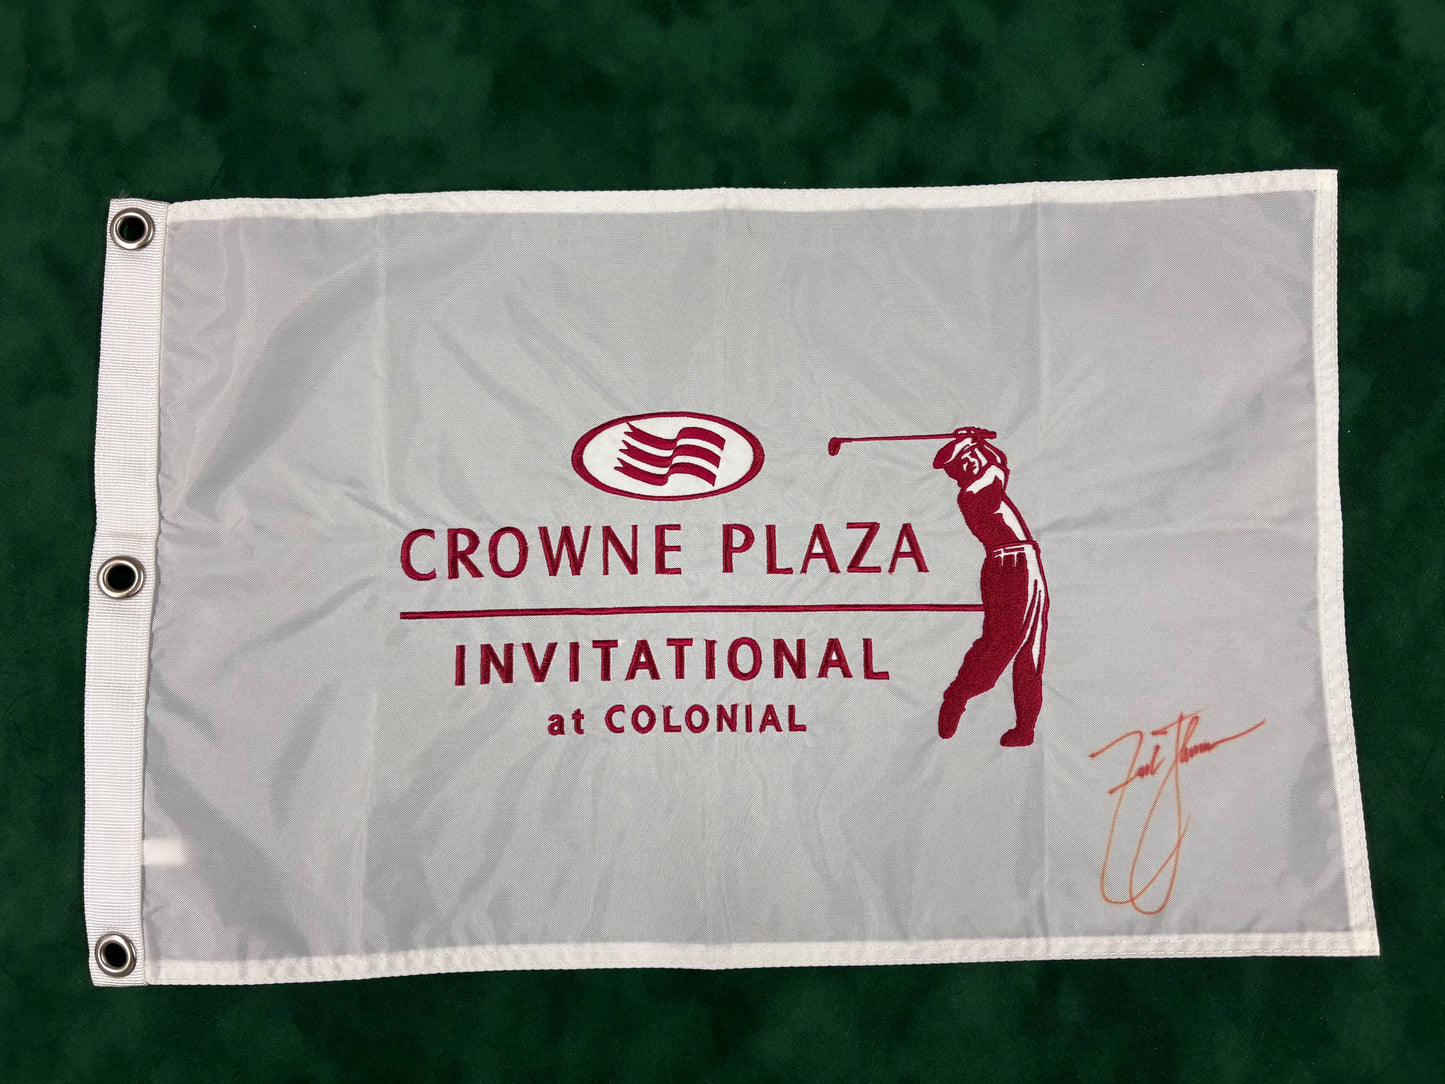 CROWNE PLAZA
INVITATIONAL
at COLONIAL